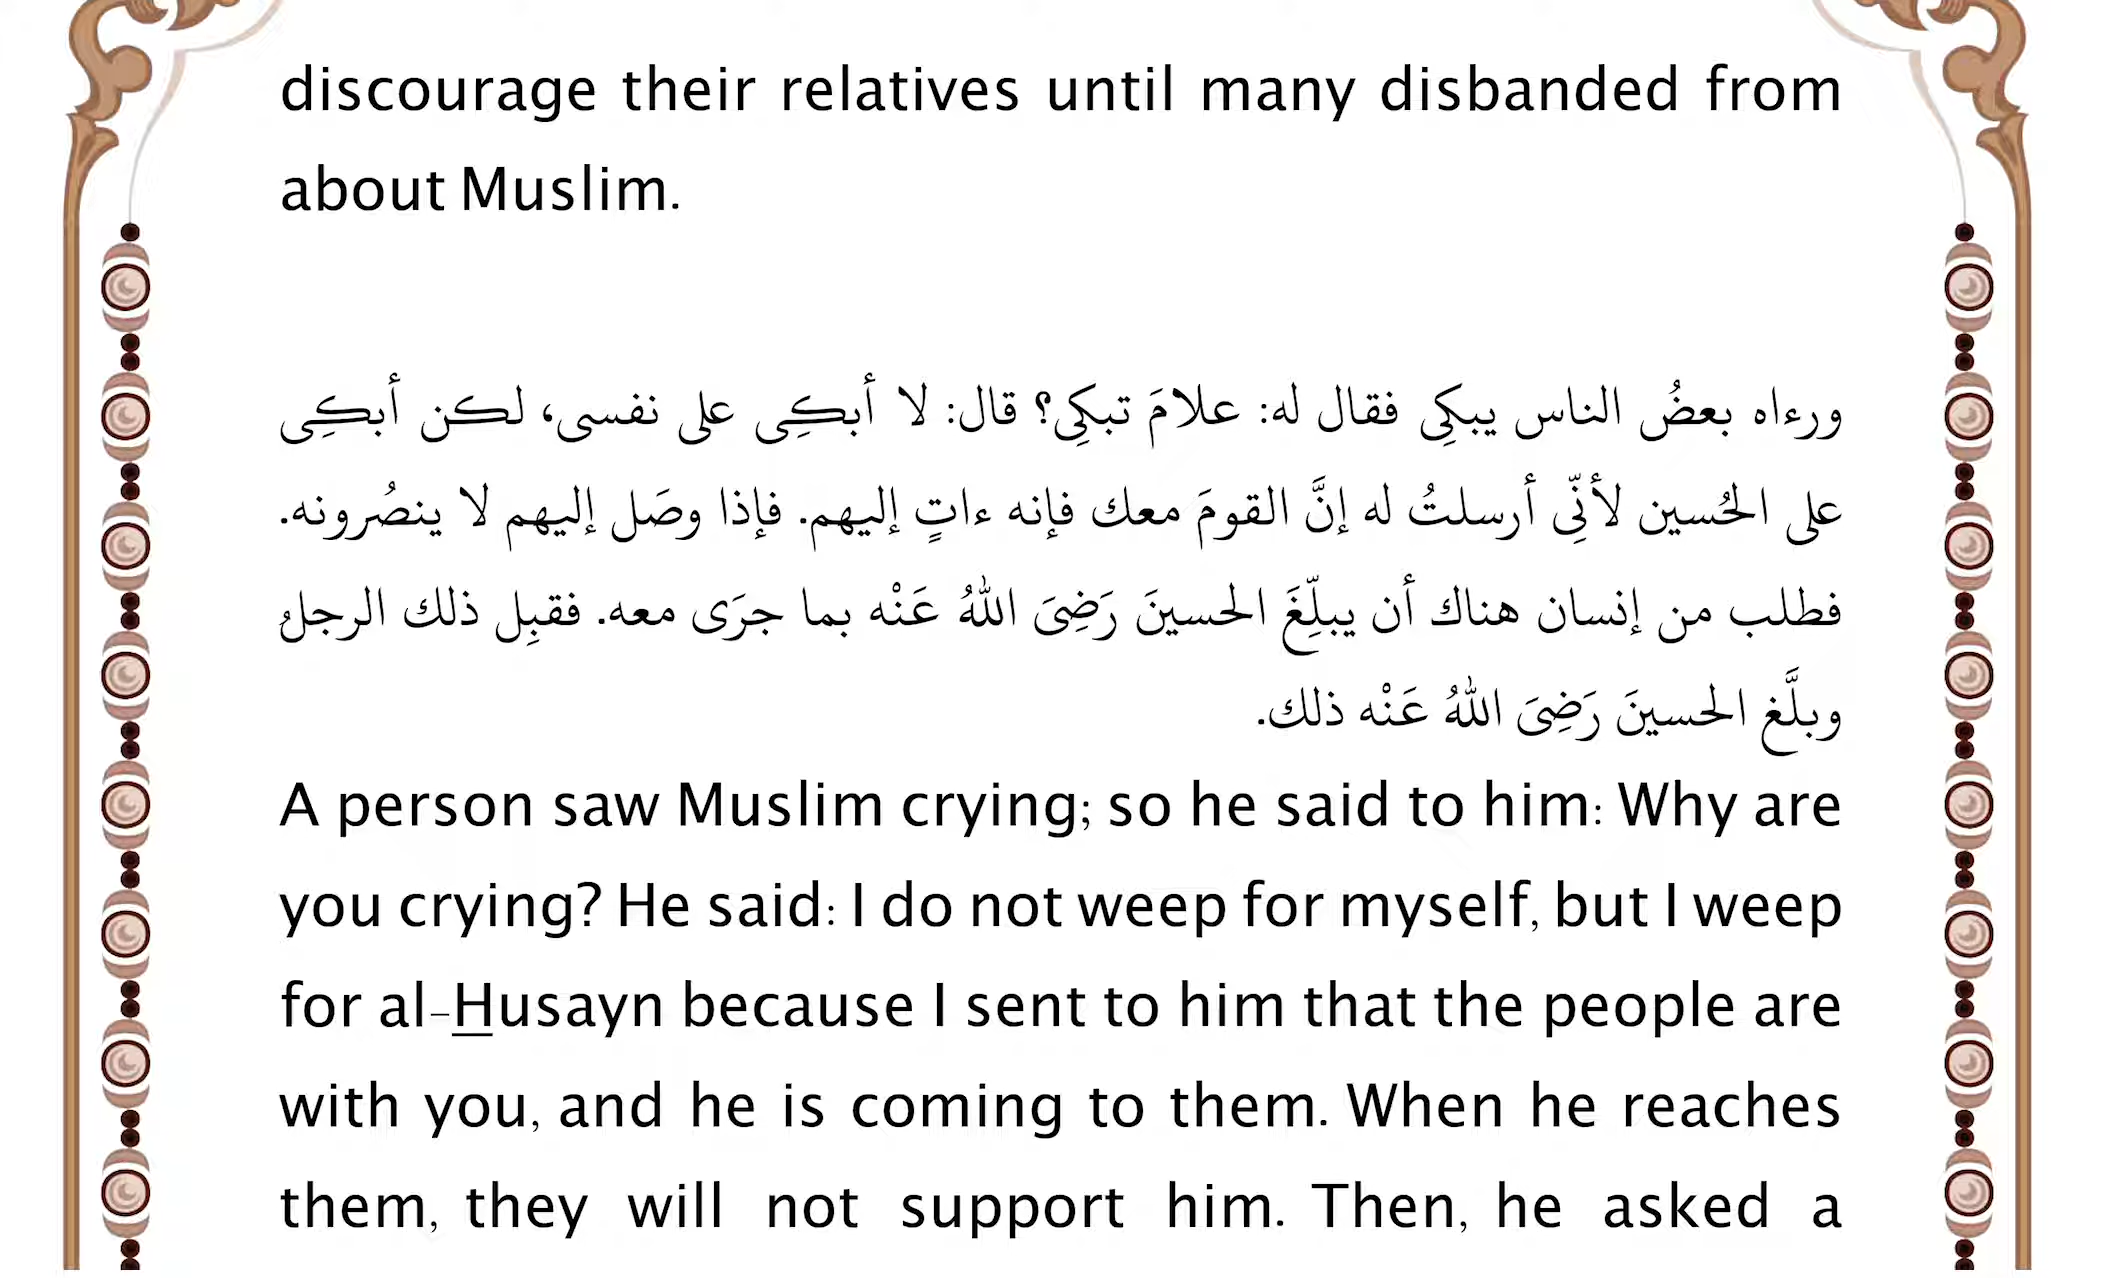 discourage their relatives until many disbanded from
about Muslim.
ورءاه بعضُ الناس يبكِى فقال له: علامَ تبكِى؟ قال: لا أبكِى على نفسى، لكن أبكِى
على الحُسين لأنِّى أرسلتُ له إنَّ القومَ معك فإنه ءاتٍ إليهم. فإذا وصَل إليهم لا ينصُرونه.
فطلب من إنسان هناك أن يبلِّغَ الحسينَ رَضِىَ اللهُ عَنْه بما جرَى معه. فقبِل ذلك الرجلُ
وبلَّغ الحسينَ رَضِىَ اللهُ عَنْه ذلك.
A person saw Muslim crying; so he said to him: Why are
you crying? He said: I do not weep for myself, but I weep
for al-Husayn because I sent to him that the people are
with you, and he is coming to them. When he reaches
them, they will not support him. Then, he asked a